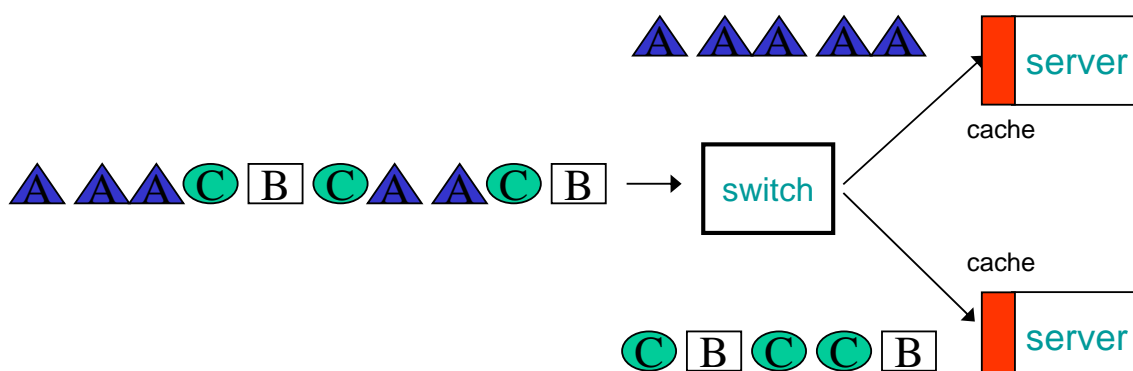 A A A A A
server
cache
A A A C B C A A C B
switch
cache
server
C B C C B